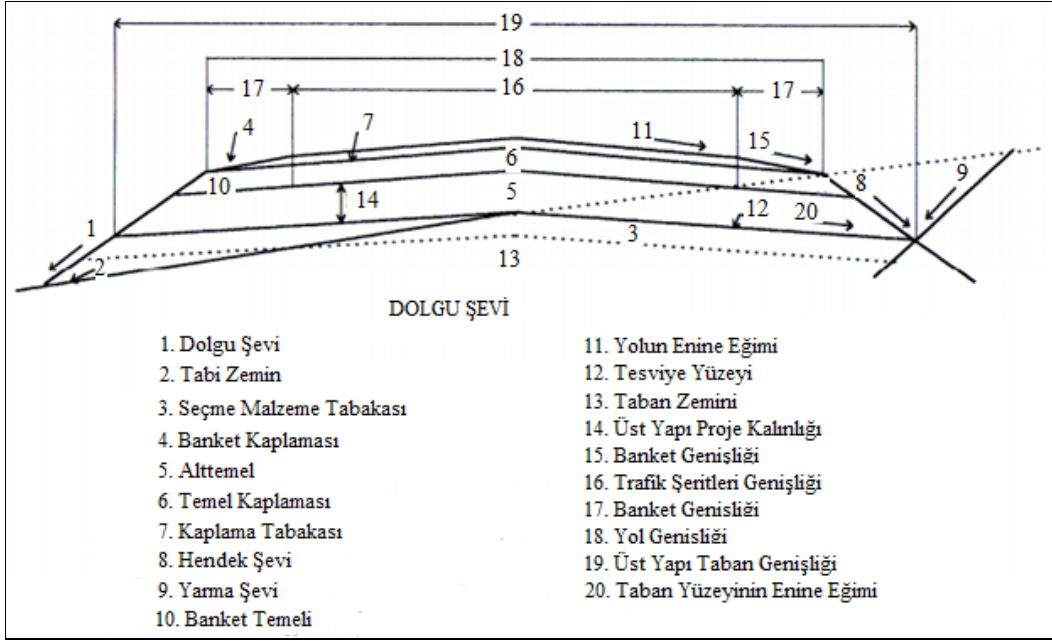 19
18
17 16 17
4 7 11 15
6
10 5 8 9
14 12 20
1 3
2 13
DOLGU ŞEVİ
1. Dolgu Şevi
2. Tabi Zemin
3. Seçme Malzeme Tabakası
4. Banket Kaplaması
5. Alttemel
6. Temel Kaplaması
7. Kaplama Tabakası
8. Hendek Şevi
9. Yarma Şevi
10. Banket Temeli
11. Yolun Enine Eğimi
12. Tesviye Yüzeyi
13. Taban Zemini
14. Üst Yapı Proje Kalınlığı
15. Banket Genişliği
16. Trafik Şeritleri Genişliği
17. Banket Genisliği
18. Yol Genisliği
19. Üst Yapı Taban Genişliği
20. Taban Yüzeyinin Enine Eğimi